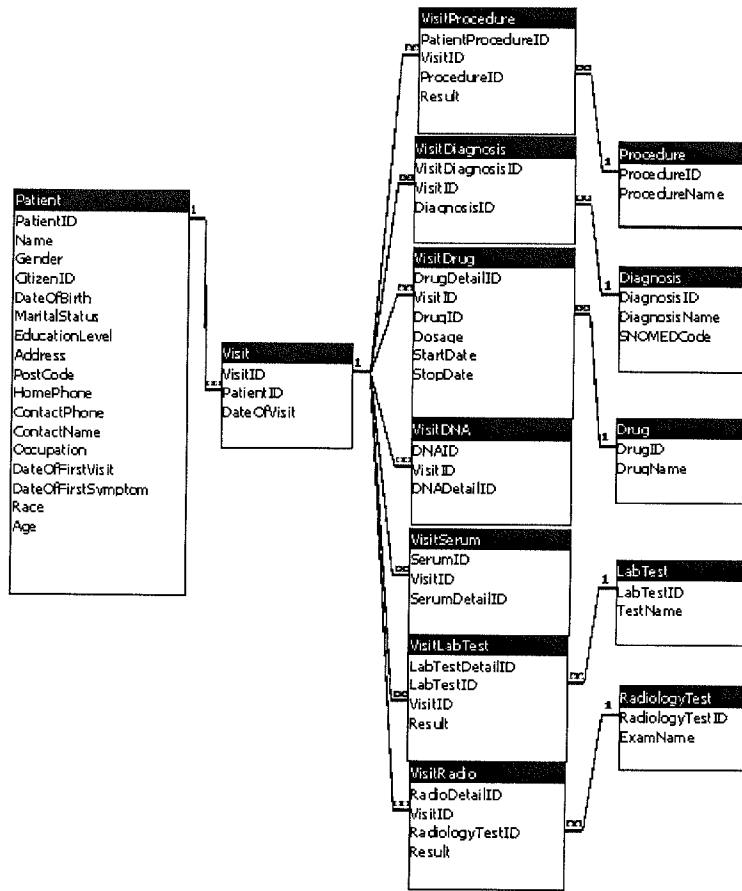 Patient
PatientID
Name
Gender
CitizenID
DateOfBirth
MaritalStatus
EducationLevel
Address
PostCode
HomePhone
ContactPhone
ContactName
Occupation
DateOfFirstVisit
DateOfFirstSymptom
Race
Age
1
∞
Visit
VisitID
PatientID
DateOfVisit
1
VisitProcedure
PatientProcedureID
VisitID
ProcedureID
Result
∞
∞
VisitDiagnosis
VisitDiagnosisID
VisitID
DiagnosisID
∞
∞
VisitDrug
DrugDetailID
VisitID
DrugID
Dosage
StartDate
StopDate
∞
∞
VisitDNA
DNAID
VisitID
DNADetailID
∞
VisitSerum
SerumID
VisitID
SerumDetailID
∞
VisitLabTest
LabTestDetailID
LabTestID
VisitID
Result
∞
∞
VisitRadio
RadioDetailID
VisitID
RadiologyTestID
Result
∞
∞
1
Procedure
ProcedureID
ProcedureName
1
Diagnosis
DiagnosisID
DiagnosisName
SNOMEDCode
1
Drug
DrugID
DrugName
1
LabTest
LabTestID
TestName
1
RadiologyTest
RadiologyTestID
ExamName